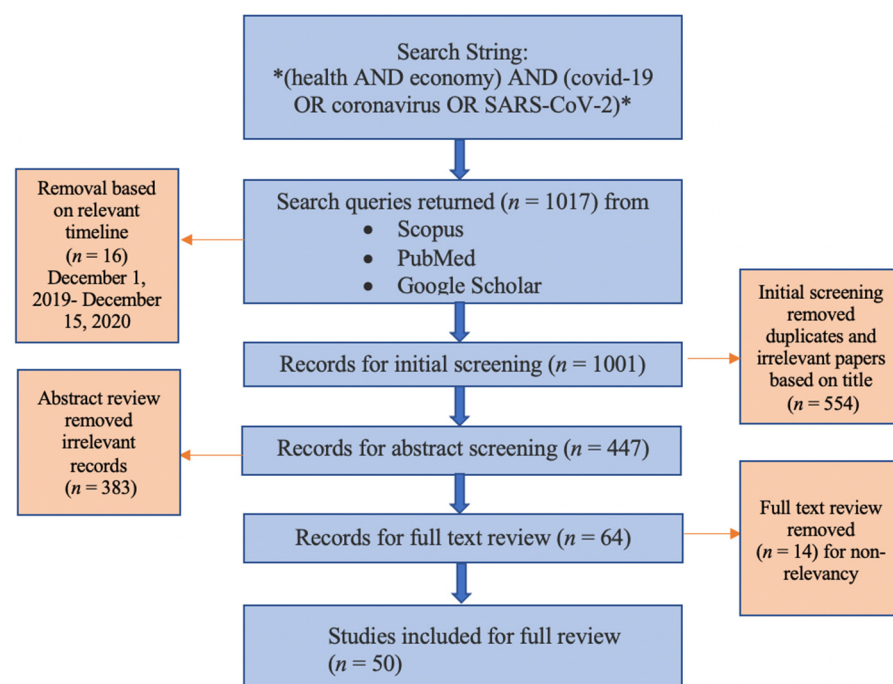 Search String:
*(health AND economy) AND (covid-19
OR coronavirus OR SARS-CoV-2)*
Removal based
on relevant
timeline
(n = 16)
December 1,
2019- December
15, 2020
Search queries returned (n = 1017) from
• Scopus
• PubMed
• Google Scholar
Records for initial screening (n = 1001)
Initial screening
removed
duplicates and
irrelevant papers
based on title
(n = 554)
Abstract review
removed
irrelevant
records
(n = 383)
Records for abstract screening (n = 447)
Records for full text review (n = 64)
Full text review
removed
(n = 14) for non-
relevancy
Studies included for full review
(n = 50)